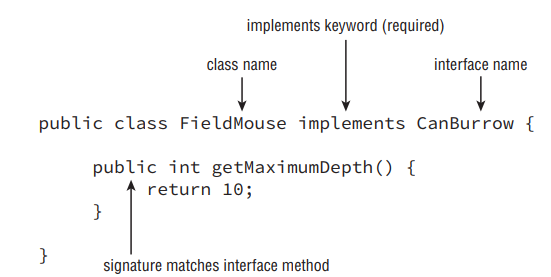 implements keyword (required)
class name
interface name
public class FieldMouse implements CanBurrow {
public int getMaximumDepth() {
return 10;
}
}
signature matches interface method